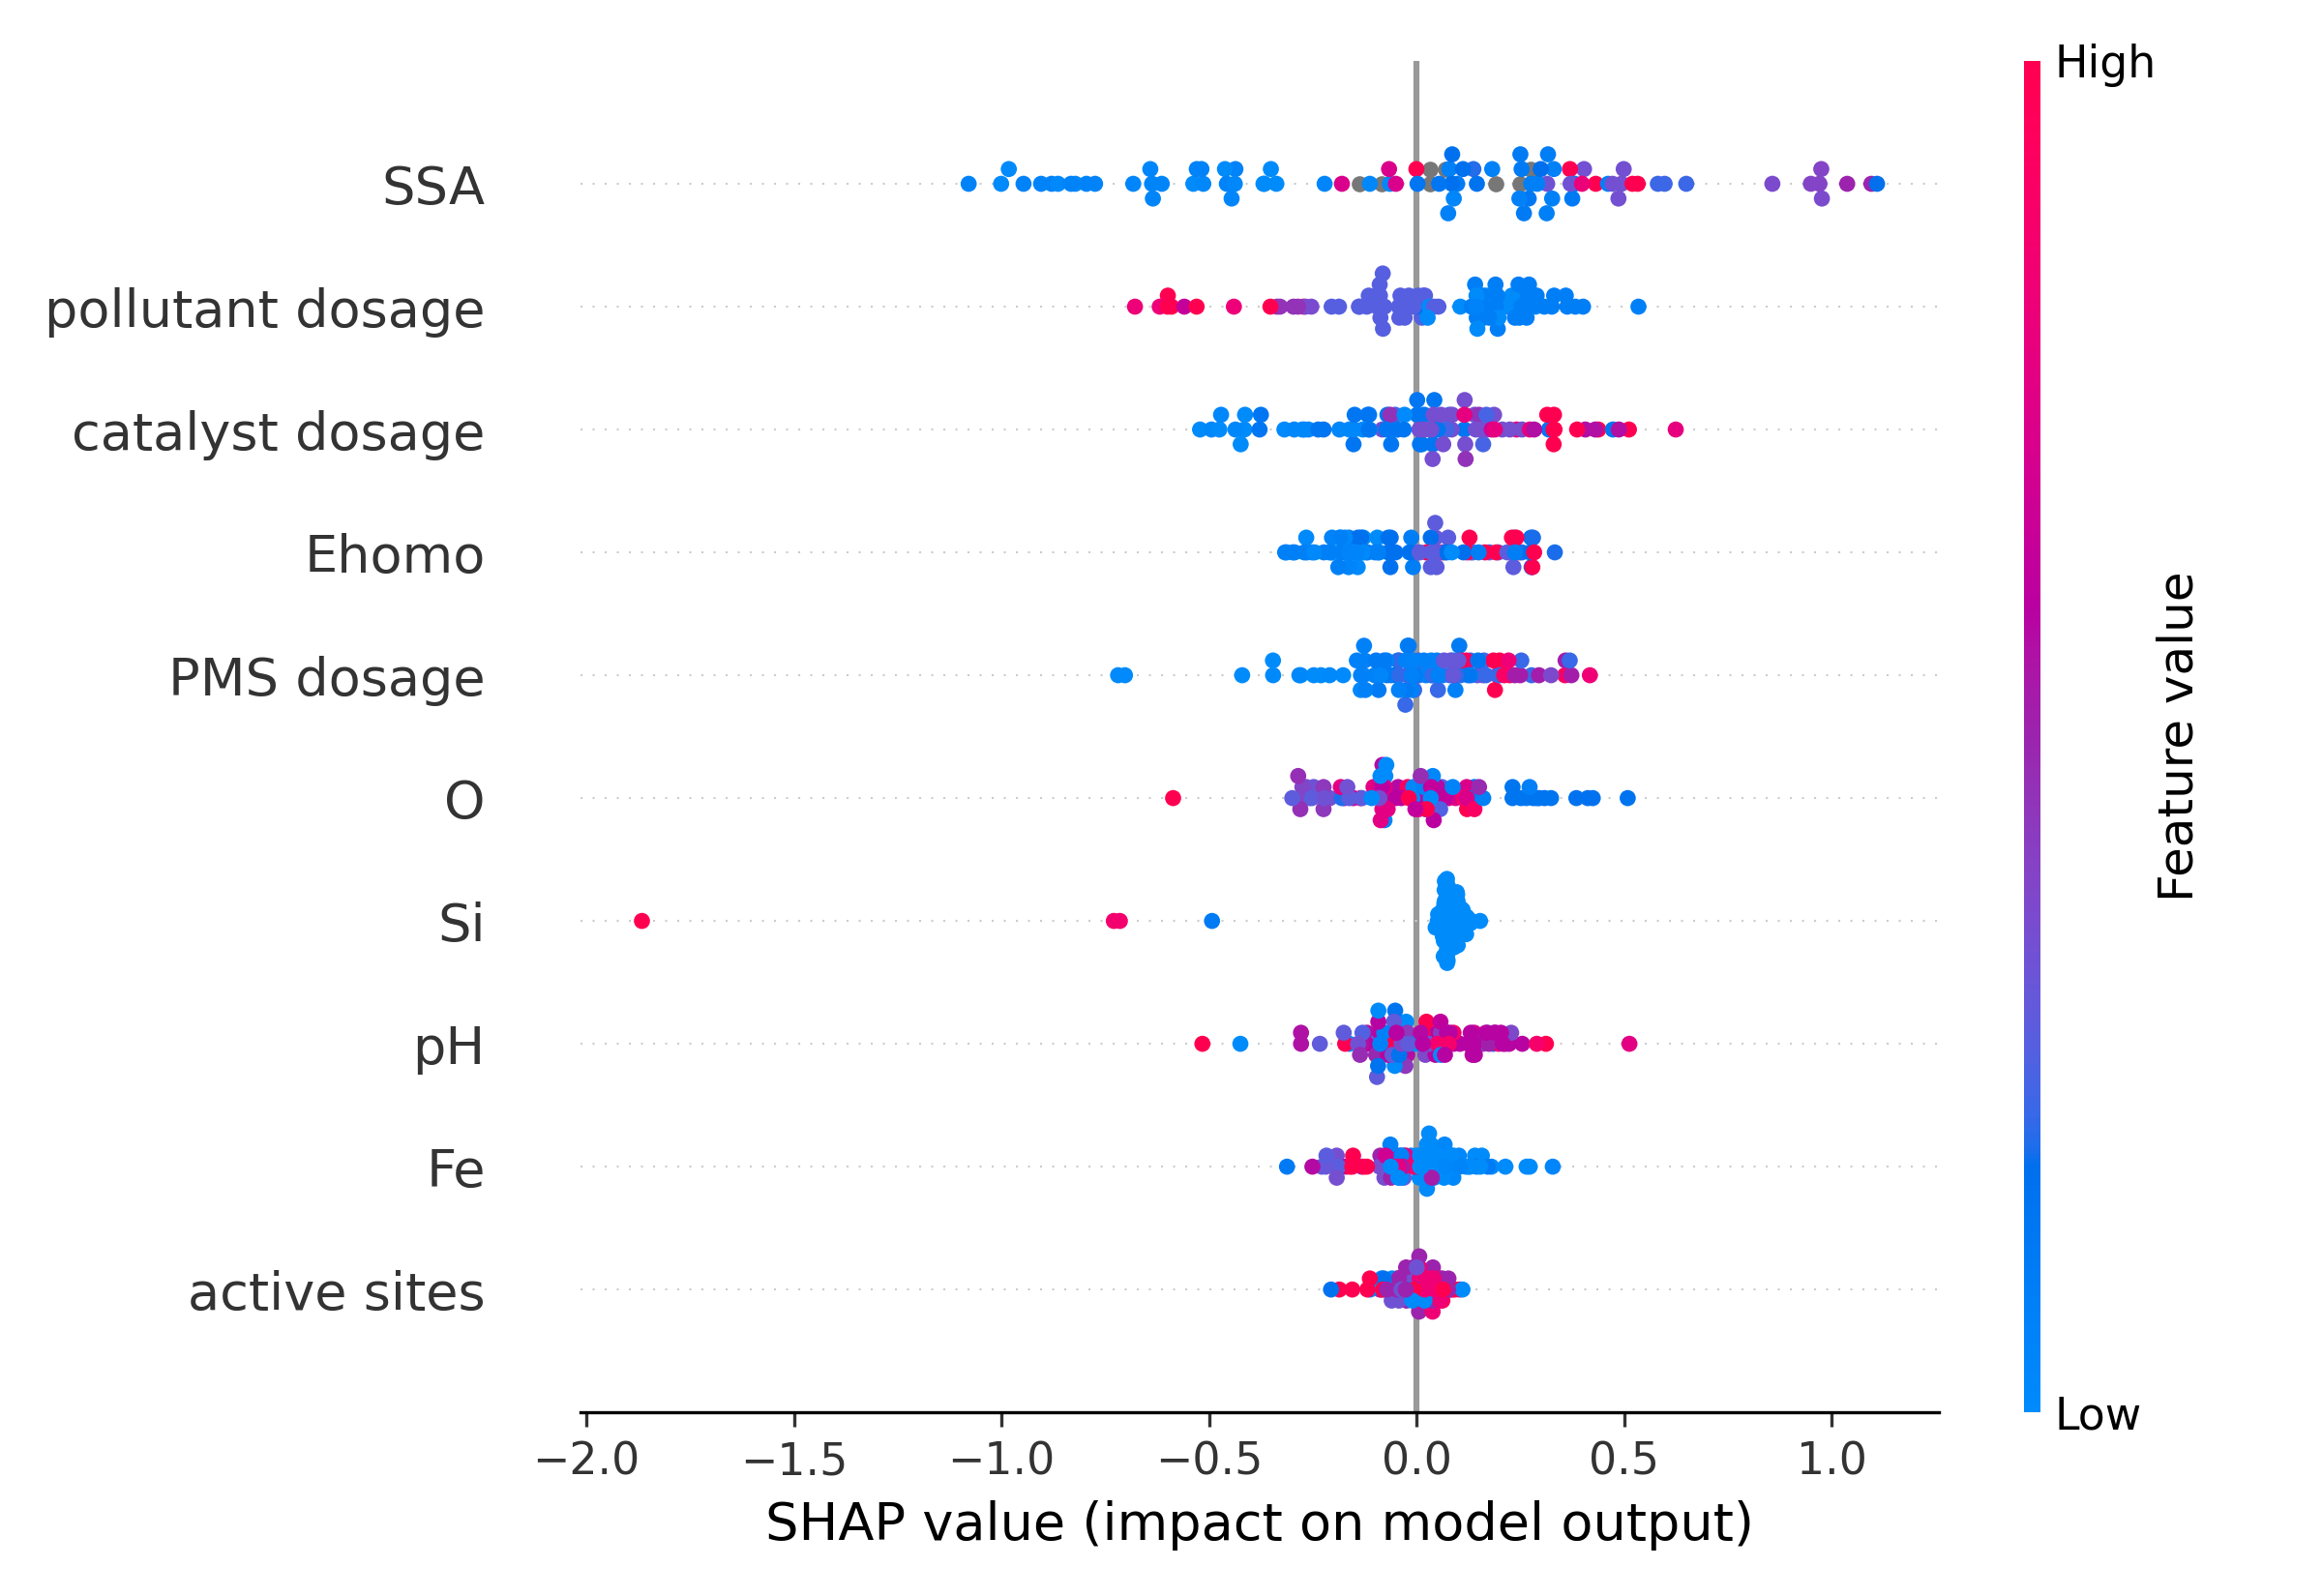 High
SSA
pollutant dosage
catalyst dosage
Ehomo
PMS dosage
O
Si
pH
Fe
active sites
Feature value
Low
−2.0 −1.5 −1.0 −0.5 0.0 0.5 1.0
SHAP value (impact on model output)